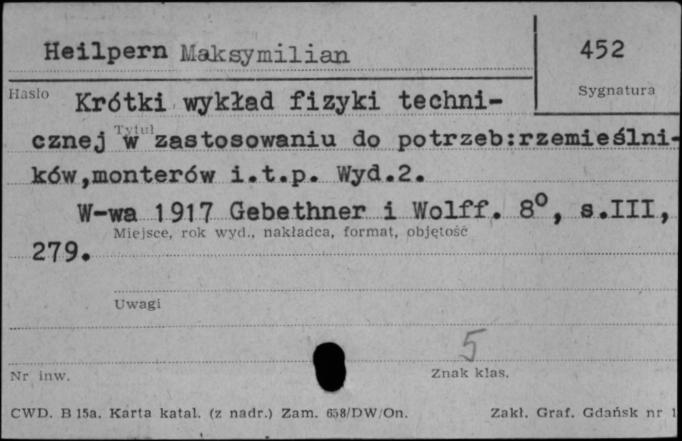 Heilpern Maksymilian
452
Hasło
Sygnatura
Krótki wykład fizyki techni-
Tytuł
cznej w zastosowaniu do potrzeb:rzemieślni-
ków,monterów i.t.p. Wyd.2.
W-wa 1917 Gebethner i Wolff. 8⁰, s.III,
Miejsce, rok wyd., nakładca, format, objętość
279.
Uwagi
5
Nr inw.
Znak klas.
CWD. B 15a. Karta katal. (z nadr.) Zam. 658/DW/On.
Zakł. Graf. Gdańsk nr 1